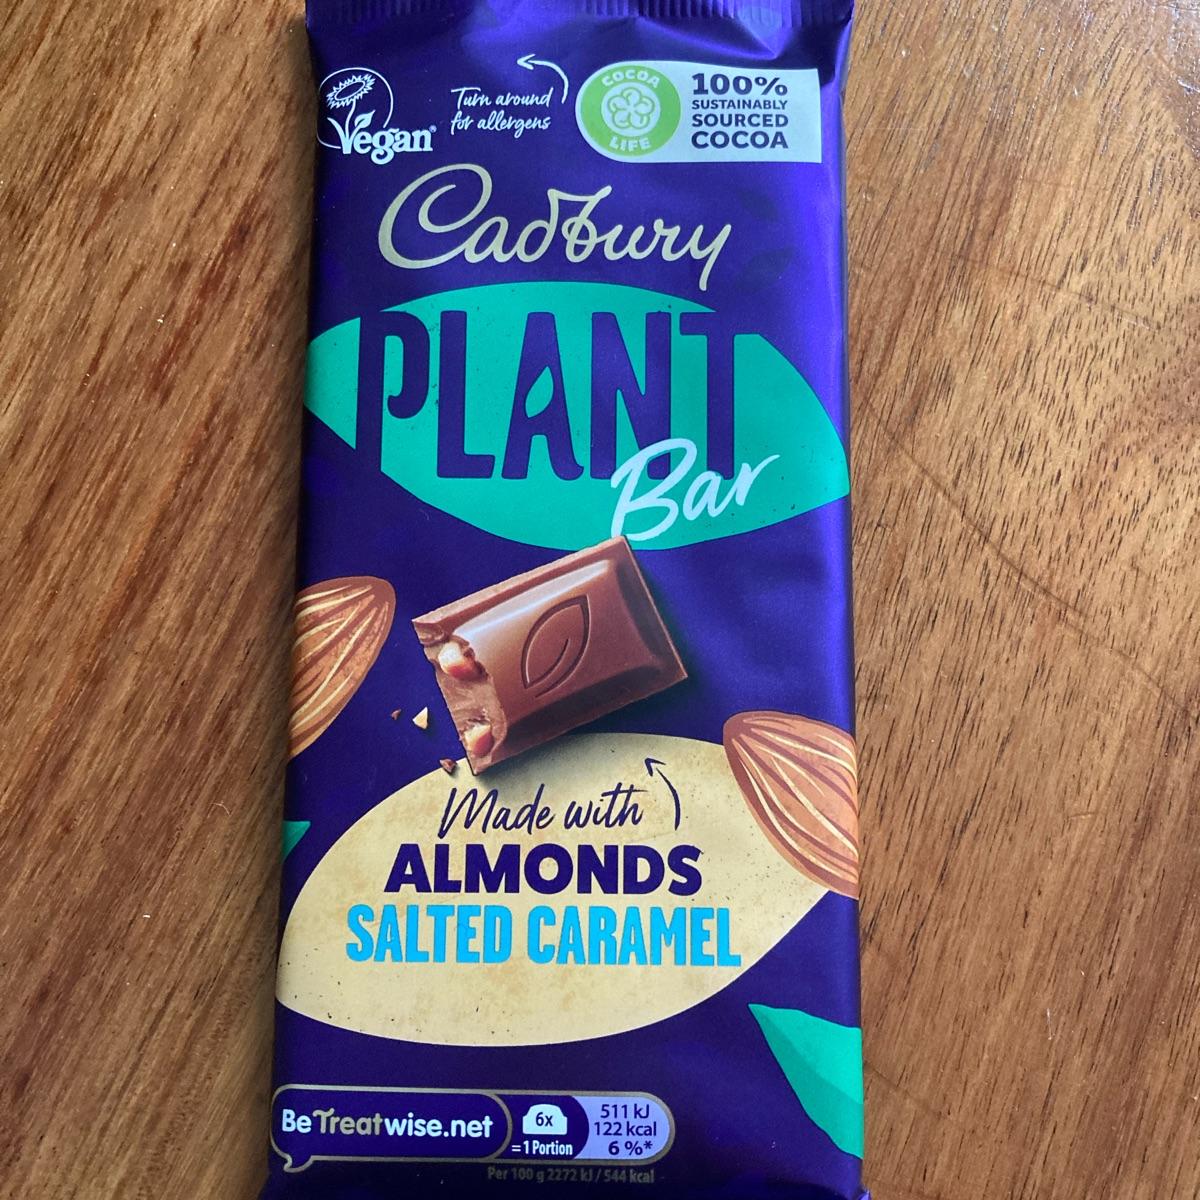 Vegan®
Turn around
for allergens
COCOA
LIFE
100%
SUSTAINABLY
SOURCED
COCOA
Cadbury
PLANT
Bar
Made with
ALMONDS
SALTED CARAMEL
BeTreatwise.net
6x
= 1 Portion
511 kJ
122 kcal
6 %*
Per 100 g 2272 kJ / 544 kcal